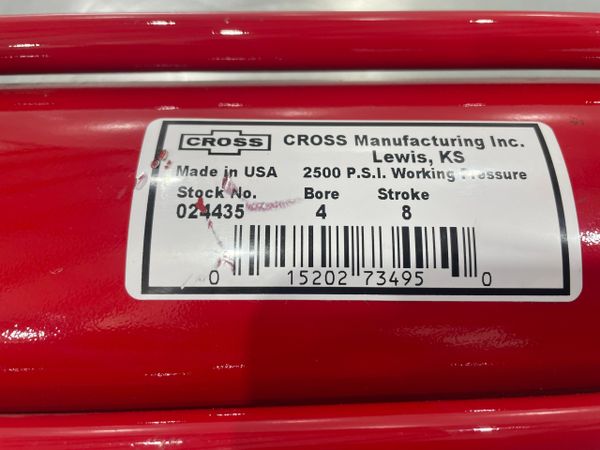 CROSS CROSS Manufacturing Inc.
Lewis, KS
Made in USA 2500 P.S.I. Working Pressure
Stock No. Bore Stroke
024435 4 8
0 15202 73495 0